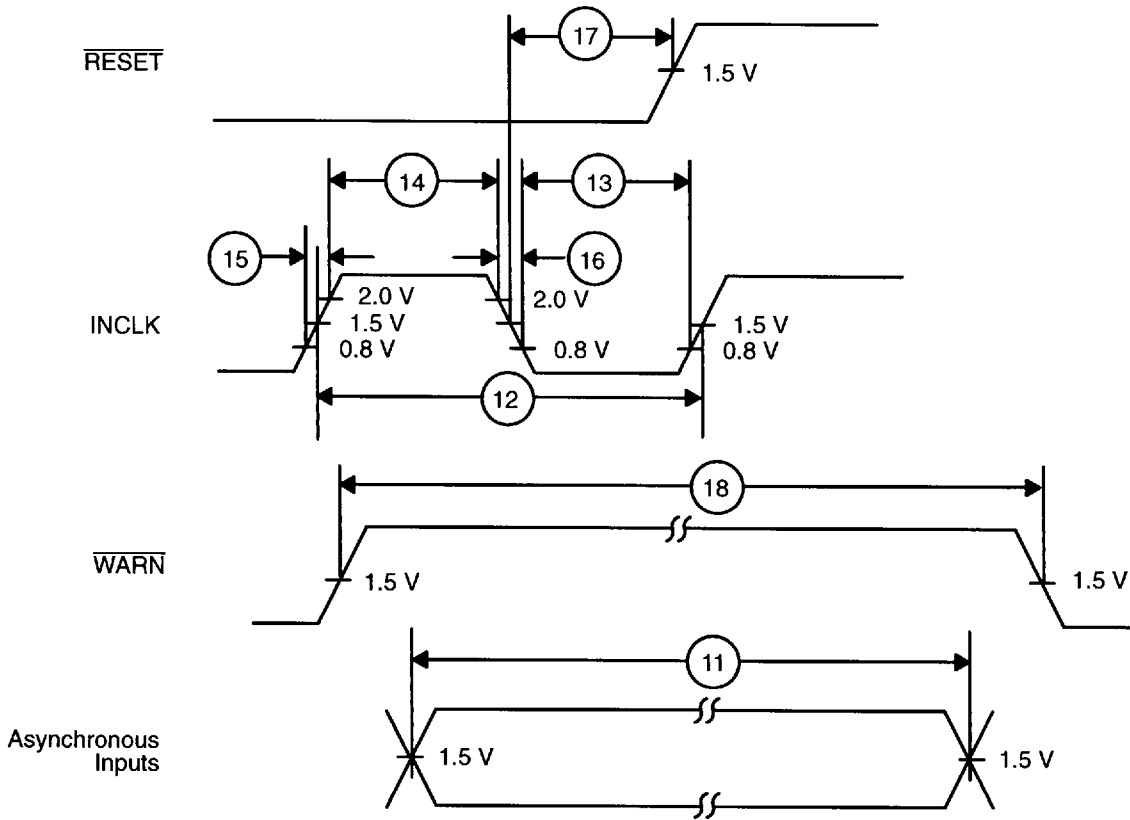 17
RESET
1.5 V
14
13
15
16
2.0 V
2.0 V
INCLK
1.5 V
1.5 V
0.8 V
0.8 V
0.8 V
12
18
WARN
1.5 V
1.5 V
11
Asynchronous
Inputs
1.5 V
1.5 V